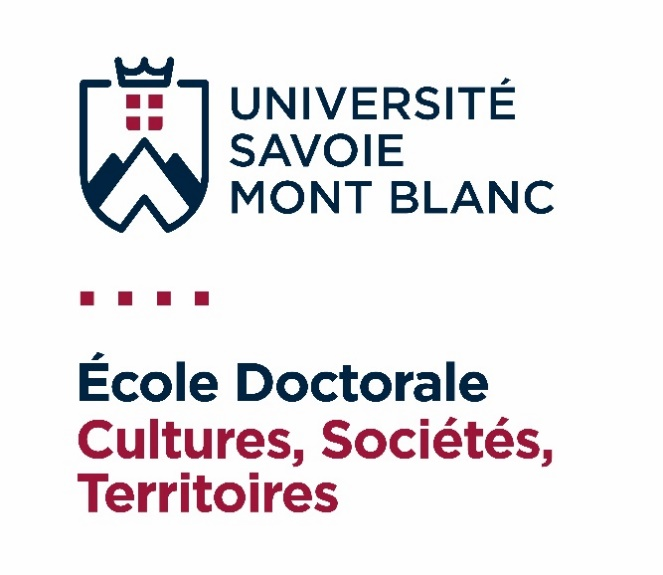 UNIVERSITÉ
SAVOIE
MONT BLANC
École Doctorale
Cultures, Sociétés,
Territoires